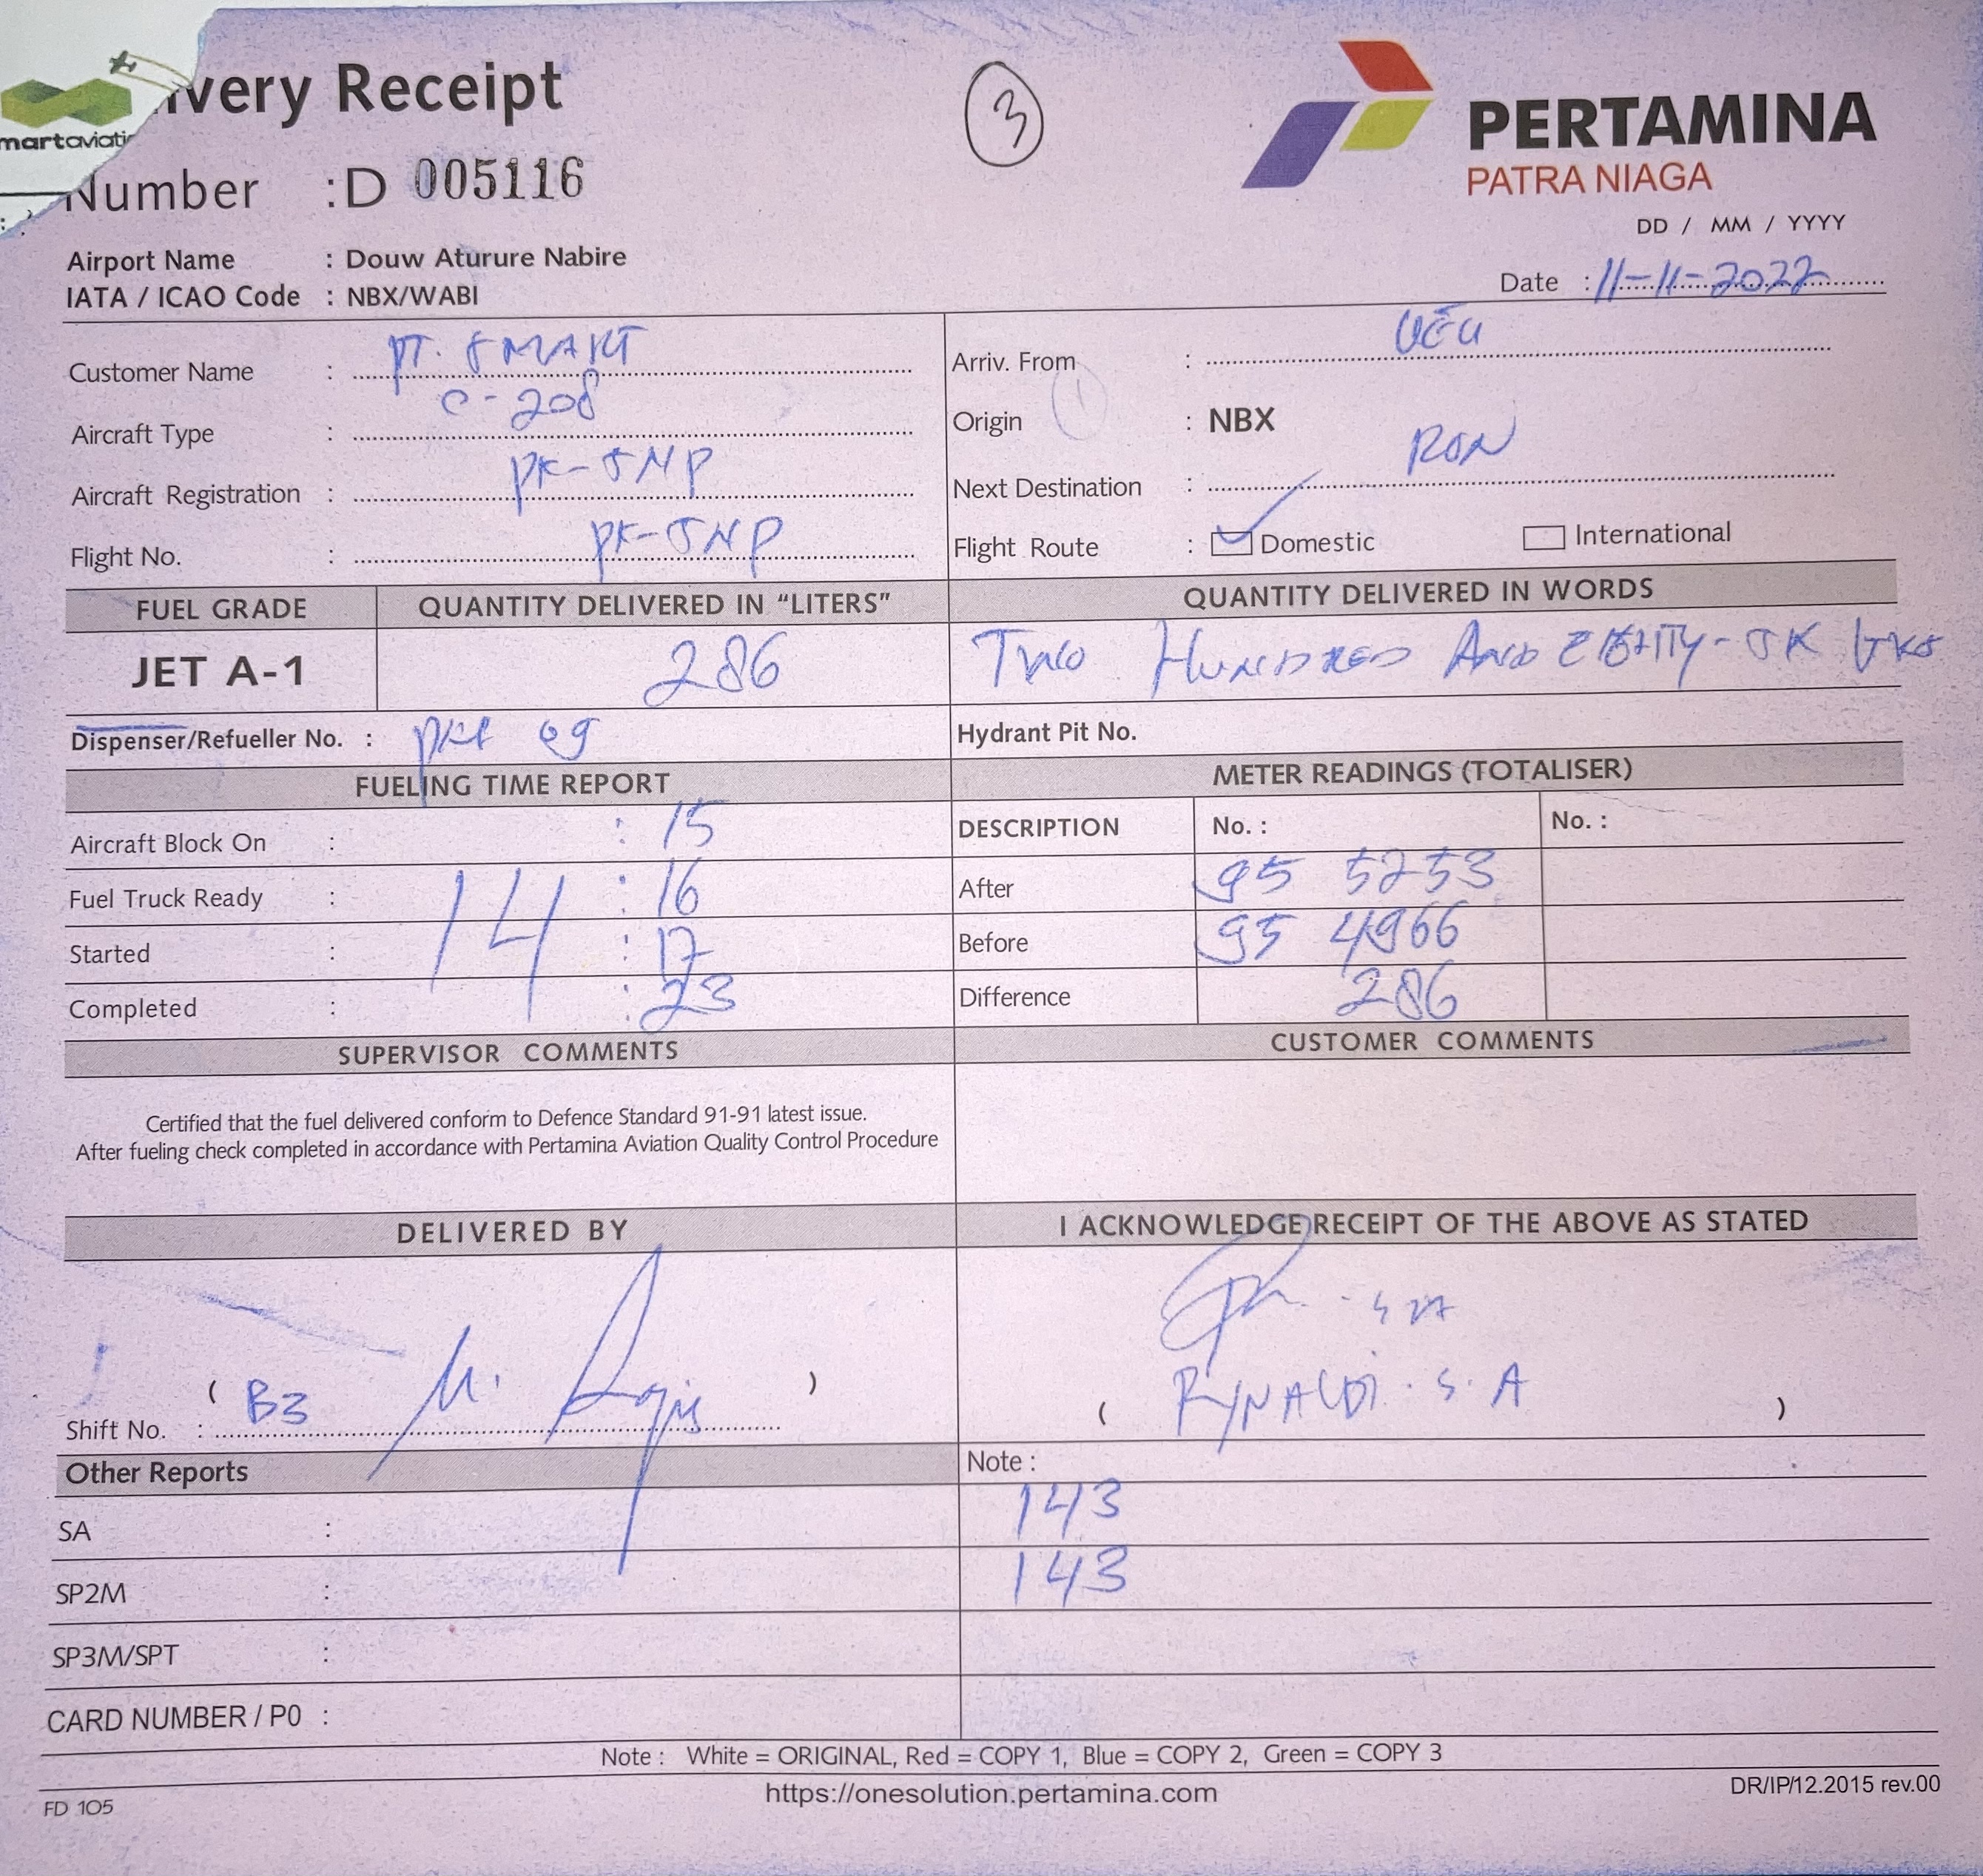 martaviati
ivery Receipt
3
PERTAMINA
PATRA NIAGA
Number : D 005116
DD / MM / YYYY
Airport Name : Douw Aturure Nabire
Date : 11-11-2022
IATA / ICAO Code : NBX/WABI
Customer Name : PT. SMART
Arriv. From :
Aircraft Type : C-208
Origin : NBX
Aircraft Registration : PK-SNP
Next Destination : RON
Flight No. : PK-SNP
Flight Route : Domestic International
FUEL GRADE QUANTITY DELIVERED IN “LITERS” QUANTITY DELIVERED IN WORDS
JET A-1 286 Two Hundred And
Dispenser/Refueller No. : 09
Hydrant Pit No.
FUELING TIME REPORT
METER READINGS (TOTALISER)
Aircraft Block On : : 15
DESCRIPTION No. : No. :
Fuel Truck Ready : 14 : 16
After 95 5253
Started : : 17
Before 95 4966
Completed : : 23
Difference 286
SUPERVISOR COMMENTS
CUSTOMER COMMENTS
Certified that the fuel delivered conform to Defence Standard 91-91 latest issue.
After fueling check completed in accordance with Pertamina Aviation Quality Control Procedure
DELIVERED BY
I ACKNOWLEDGE RECEIPT OF THE ABOVE AS STATED
( )
Shift No. : B3
( RYNALDI. S. A )
Other Reports
Note :
SA :
143
SP2M :
143
SP3M/SPT :
CARD NUMBER / P0 :
Note : White = ORIGINAL, Red = COPY 1, Blue = COPY 2, Green = COPY 3
https://onesolution.pertamina.com
FD 105
DR/IP/12.2015 rev.00